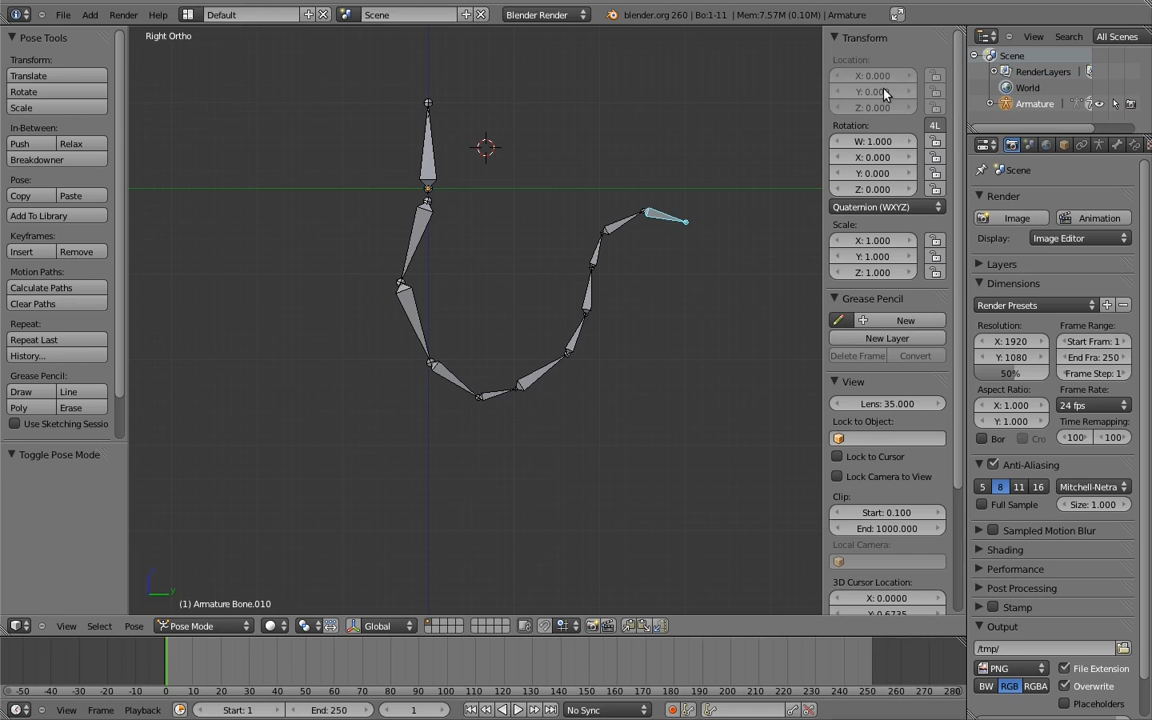 File Add Render Help Default Scene Blender Render blender.org 260 | Bo:1-11 | Mem:7.57M (0.10M) | Armature
Pose Tools
Transform:
Translate
Rotate
Scale
In-Between:
Push Relax
Breakdowner
Pose:
Copy Paste
Add To Library
Keyframes:
Insert Remove
Motion Paths:
Calculate Paths
Clear Paths
Repeat:
Repeat Last
History...
Grease Pencil:
Draw Line
Poly Erase
Use Sketching Sessio
Toggle Pose Mode
Right Ortho
y
(1) Armature Bone.010
Transform
Location:
X: 0.000
Y: 0.000
Z: 0.000
Rotation: 4L
W: 1.000
X: 0.000
Y: 0.000
Z: 0.000
Quaternion (WXYZ)
Scale:
X: 1.000
Y: 1.000
Z: 1.000
Grease Pencil
New
New Layer
Delete Frame Convert
View
Lens: 35.000
Lock to Object:
Lock to Cursor
Lock Camera to View
Clip:
Start: 0.100
End: 1000.000
Local Camera:
3D Cursor Location:
X: 0.0000
View Search All Scenes
Scene
RenderLayers
World
Armature
Scene
Render
Image Animation
Display: Image Editor
Layers
Dimensions
Render Presets
Resolution: Frame Range:
X: 1920 Start Fram: 1
Y: 1080 End Fra: 250
50% Frame Step: 1
Aspect Ratio: Frame Rate:
X: 1.000 24 fps
Y: 1.000 Time Remapping:
Bor Cro 100 100
Anti-Aliasing
5 8 11 16 Mitchell-Netra
Full Sample Size: 1.000
Sampled Motion Blur
Shading
Performance
Post Processing
Stamp
Output
/tmp/
PNG File Extension
BW RGB RGBA Overwrite
Placeholders
View Select Pose Pose Mode Global
-50 -40 -30 -20 -10 0 10 20 30 40 50 60 70 80 90 100 110 120 130 140 150 160 170 180 190 200 210 220 230 240 250 260 270 280
View Frame Playback Start: 1 End: 250 1 No Sync